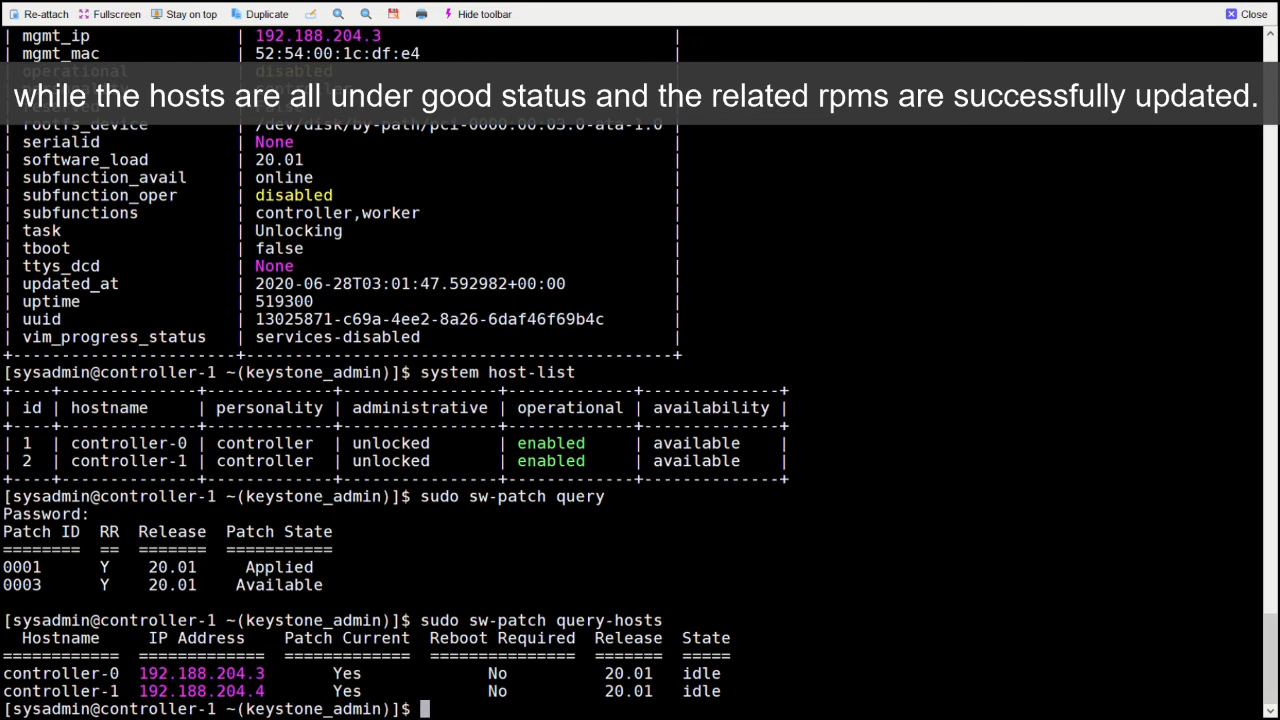 Re-attach Fullscreen Stay on top Duplicate Hide toolbar Close
| mgmt_ip | 192.188.204.3 |
| mgmt_mac | 52:54:00:1c:df:e4 |
| operational | disabled |
while the hosts are all under good status and the related rpms are successfully updated.
| rootfs_device | /dev/disk/by-path/pci-0000:00:03.0-ata-1.0 |
| serialid | None |
| software_load | 20.01 |
| subfunction_avail | online |
| subfunction_oper | disabled |
| subfunctions | controller,worker |
| task | Unlocking |
| tboot | false |
| ttys_dcd | None |
| updated_at | 2020-06-28T03:01:47.592982+00:00 |
| uptime | 519300 |
| uuid | 13025871-c69a-4ee2-8a26-6daf46f69b4c |
| vim_progress_status | services-disabled |
+-----------------------+-------------------------------------------+
[sysadmin@controller-1 ~(keystone_admin)]$ system host-list
+----+--------------+-------------+----------------+-------------+--------------+
| id | hostname | personality | administrative | operational | availability |
+----+--------------+-------------+----------------+-------------+--------------+
| 1 | controller-0 | controller | unlocked | enabled | available |
| 2 | controller-1 | controller | unlocked | enabled | available |
+----+--------------+-------------+----------------+-------------+--------------+
[sysadmin@controller-1 ~(keystone_admin)]$ sudo sw-patch query
Password:
Patch ID RR Release Patch State
======== == ======= ===========
0001 Y 20.01 Applied
0003 Y 20.01 Available
[sysadmin@controller-1 ~(keystone_admin)]$ sudo sw-patch query-hosts
Hostname IP Address Patch Current Reboot Required Release State
============ ============= ============= =============== ======= =====
controller-0 192.188.204.3 Yes No 20.01 idle
controller-1 192.188.204.4 Yes No 20.01 idle
[sysadmin@controller-1 ~(keystone_admin)]$